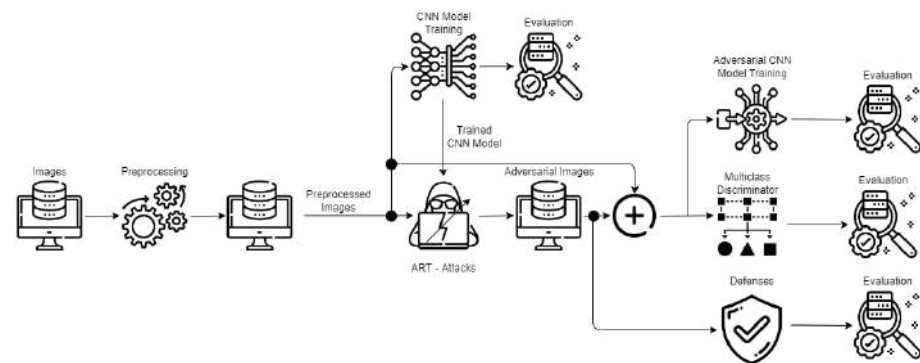 CNN Model
Training
Evaluation
Adversarial CNN
Model Training
Evaluation
Trained
CNN Model
Images
Preprocessing
Preprocessed
Images
Adversarial Images
Multiclass
Discriminator
Evaluation
ART - Attacks
Defenses
Evaluation